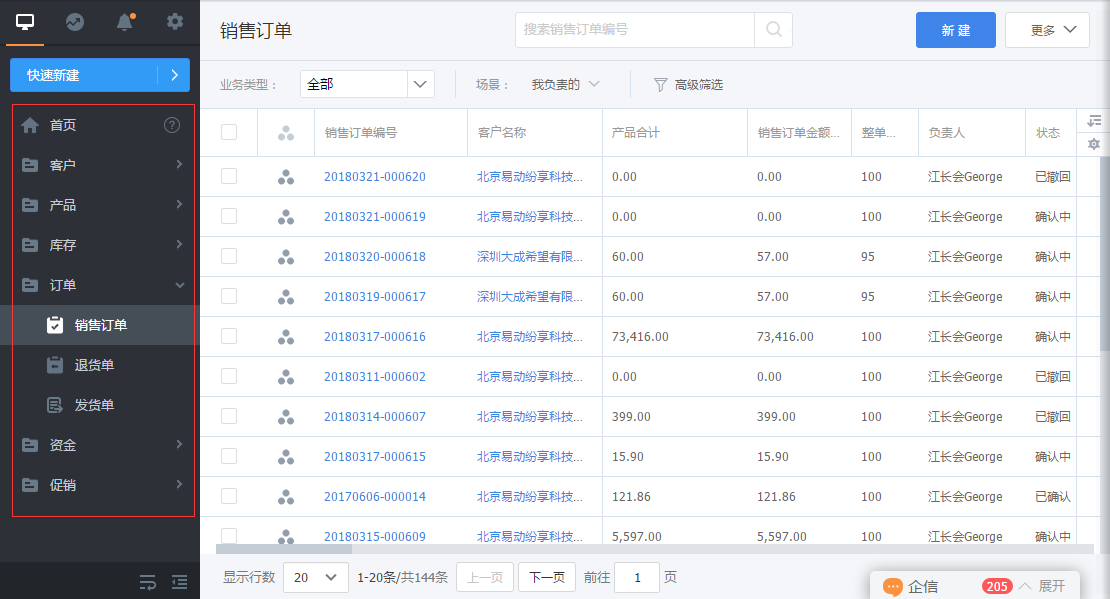 销售订单
搜索销售订单编号
新建
更多
快速新建
业务类型：
全部
场景：
我负责的
高级筛选
首页
?
客户
产品
库存
订单
销售订单
退货单
发货单
资金
促销
销售订单编号 客户名称 产品合计 销售订单金额... 整单... 负责人 状态
20180321-000620 北京易动纷享科技... 0.00 0.00 100 江长会George 已撤回
20180321-000619 北京易动纷享科技... 0.00 0.00 100 江长会George 确认中
20180320-000618 深圳大成希望有限... 60.00 57.00 95 江长会George 确认中
20180319-000617 深圳大成希望有限... 60.00 57.00 95 江长会George 确认中
20180317-000616 北京易动纷享科技... 73,416.00 73,416.00 100 江长会George 确认中
20180311-000602 北京易动纷享科技... 0.00 0.00 100 江长会George 已撤回
20180314-000607 北京易动纷享科技... 399.00 399.00 100 江长会George 已撤回
20180317-000615 北京易动纷享科技... 15.90 15.90 100 江长会George 确认中
20170606-000014 北京易动纷享科技... 121.86 121.86 100 江长会George 已确认
20180315-000609 北京易动纷享科技... 5,597.00 5,597.00 100 江长会George 确认中
显示行数 20 1-20条/共144条 上一页 下一页 前往 1 页
企信 205 展开